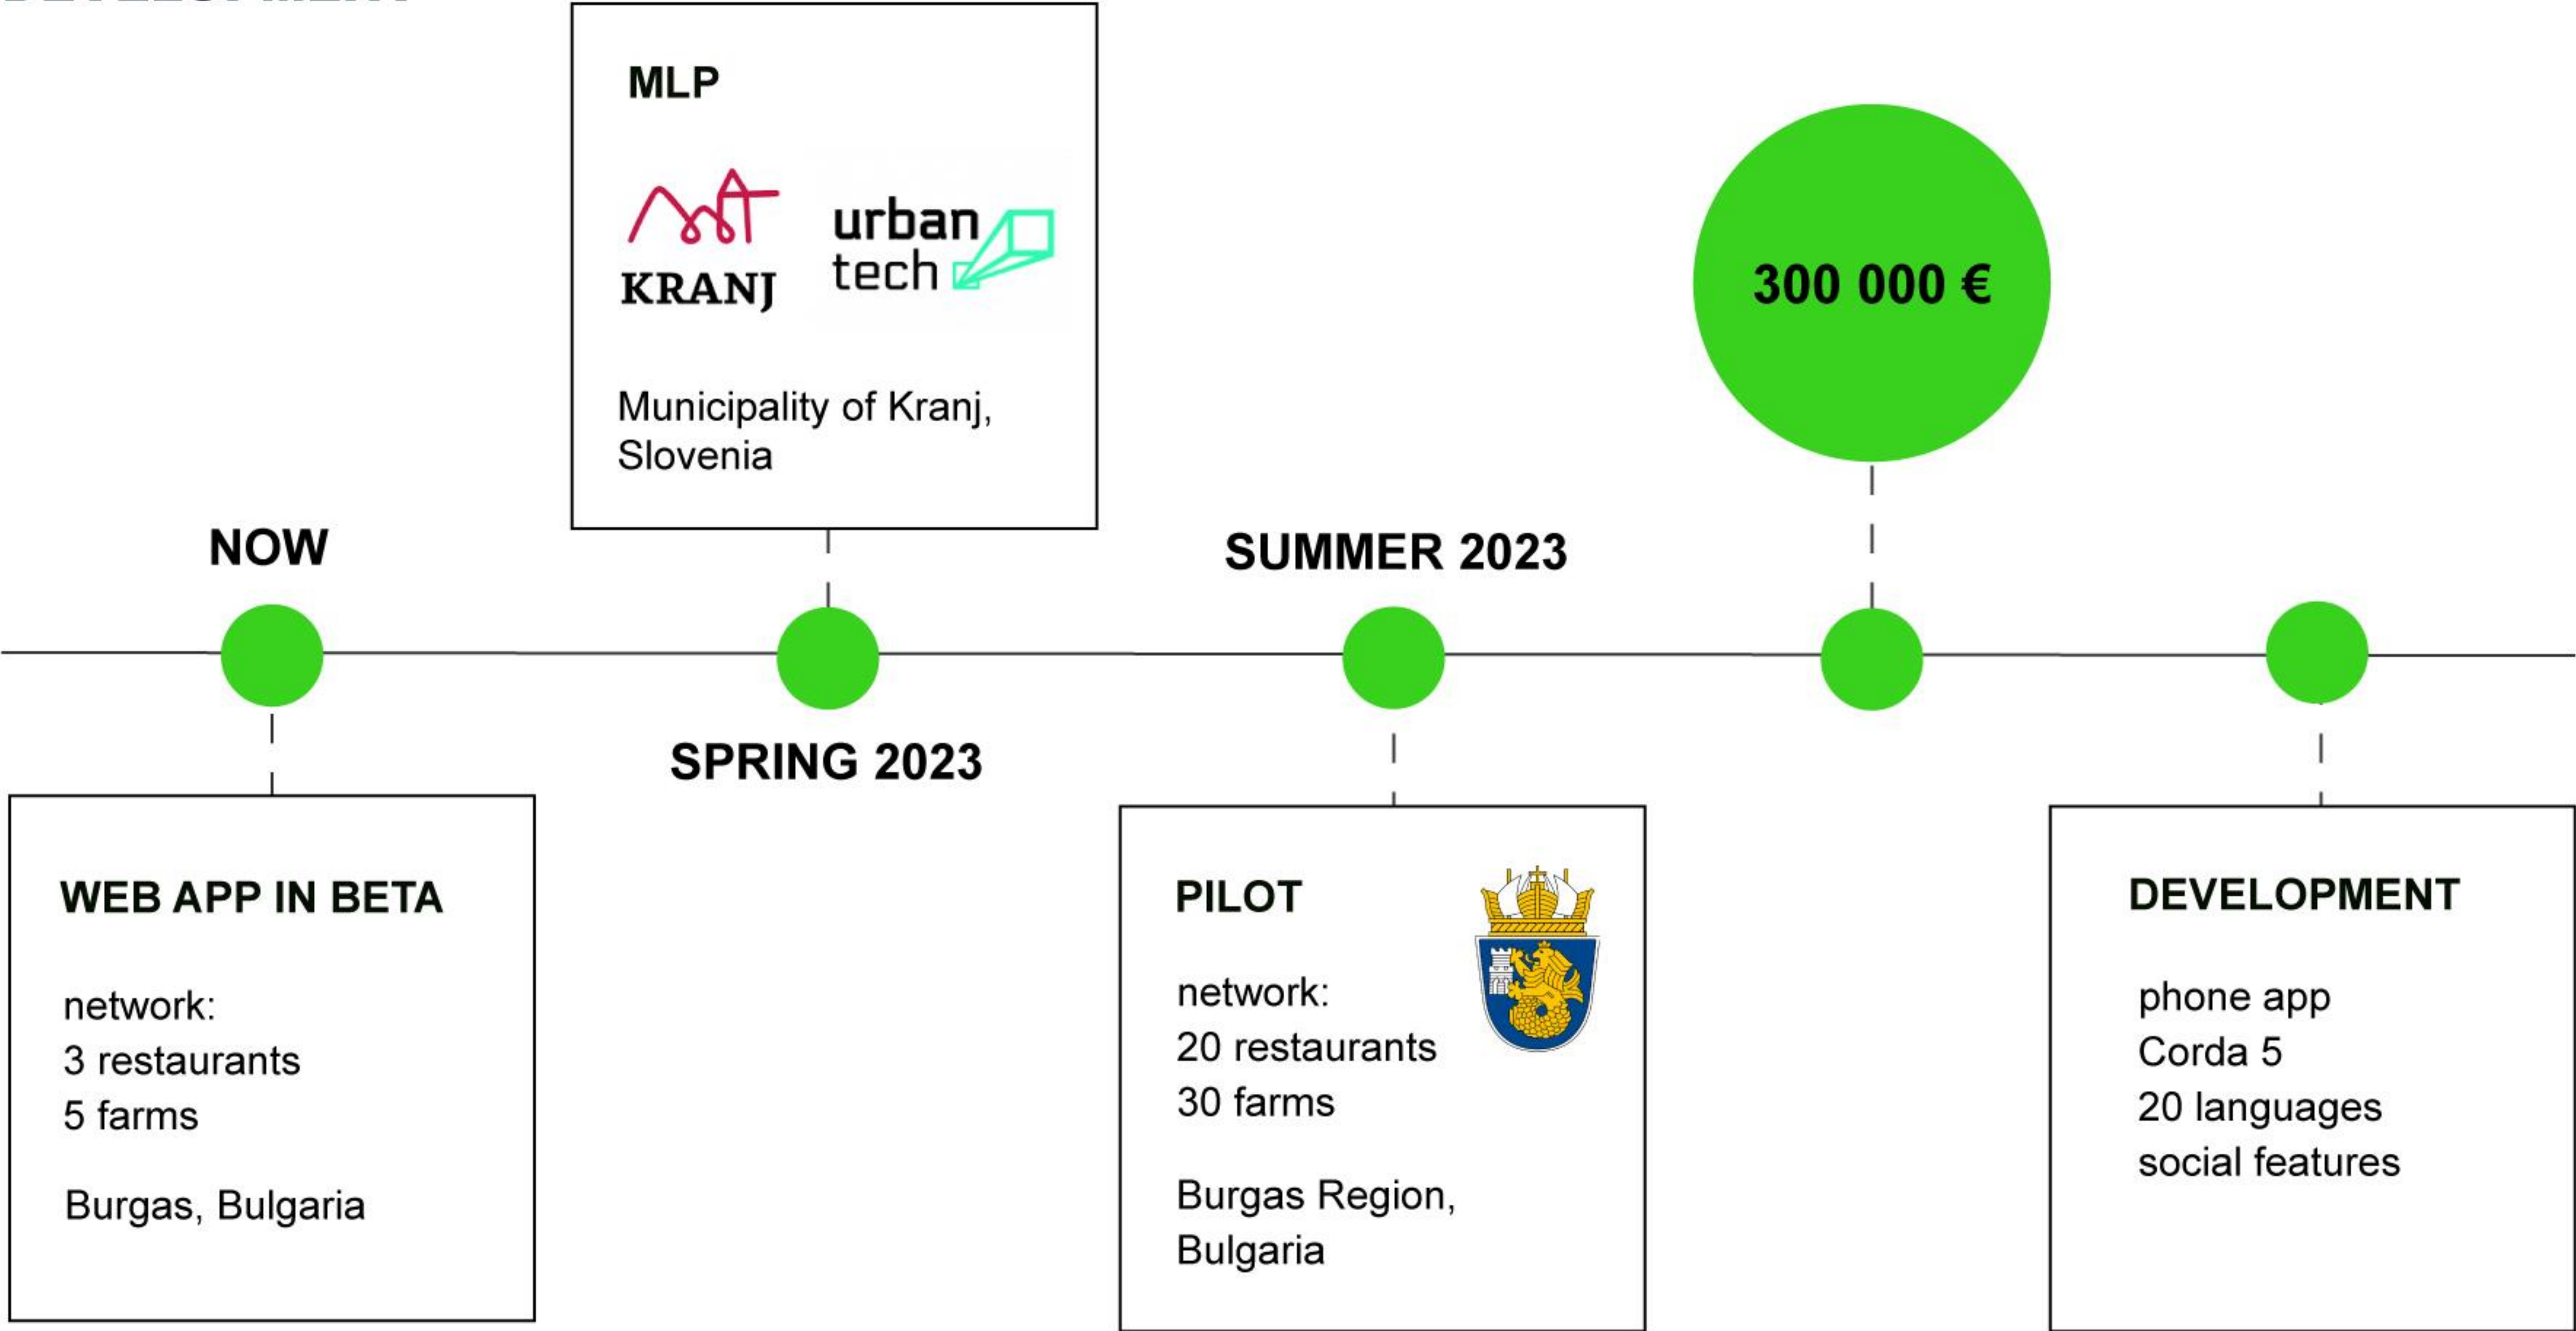 MLP
KRANJ
urban
tech
Municipality of Kranj,
Slovenia
300 000 €
NOW
SUMMER 2023
SPRING 2023
WEB APP IN BETA
network:
3 restaurants
5 farms
Burgas, Bulgaria
PILOT
network:
20 restaurants
30 farms
Burgas Region,
Bulgaria
DEVELOPMENT
phone app
Corda 5
20 languages
social features